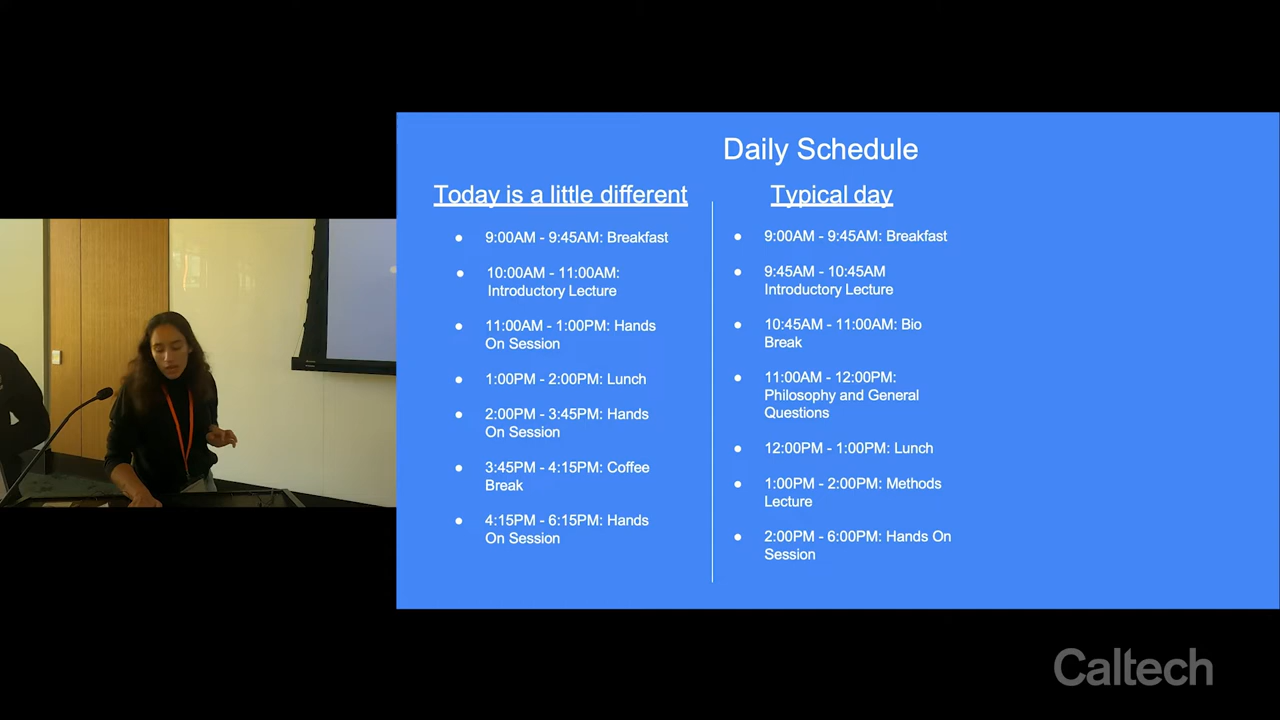 Daily Schedule
Today is a little different
9:00AM - 9:45AM: Breakfast
10:00AM - 11:00AM:
Introductory Lecture
11:00AM - 1:00PM: Hands
On Session
1:00PM - 2:00PM: Lunch
2:00PM - 3:45PM: Hands
On Session
3:45PM - 4:15PM: Coffee
Break
4:15PM - 6:15PM: Hands
On Session
Typical day
9:00AM - 9:45AM: Breakfast
9:45AM - 10:45AM
Introductory Lecture
10:45AM - 11:00AM: Bio
Break
11:00AM - 12:00PM:
Philosophy and General
Questions
12:00PM - 1:00PM: Lunch
1:00PM - 2:00PM: Methods
Lecture
2:00PM - 6:00PM: Hands On
Session
Caltech